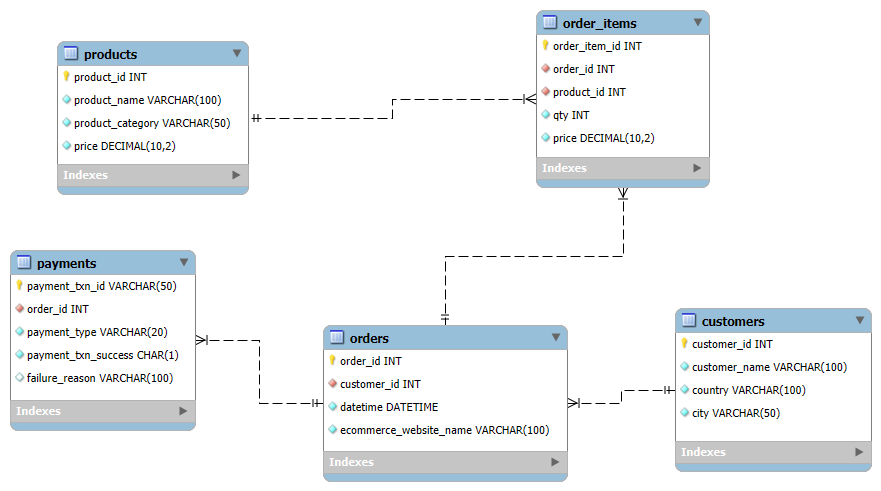 products
product_id INT
product_name VARCHAR(100)
product_category VARCHAR(50)
price DECIMAL(10,2)
Indexes
order_items
order_item_id INT
order_id INT
product_id INT
qty INT
price DECIMAL(10,2)
Indexes
payments
payment_txn_id VARCHAR(50)
order_id INT
payment_type VARCHAR(20)
payment_txn_success CHAR(1)
failure_reason VARCHAR(100)
Indexes
orders
order_id INT
customer_id INT
datetime DATETIME
ecommerce_website_name VARCHAR(100)
Indexes
customers
customer_id INT
customer_name VARCHAR(100)
country VARCHAR(100)
city VARCHAR(50)
Indexes